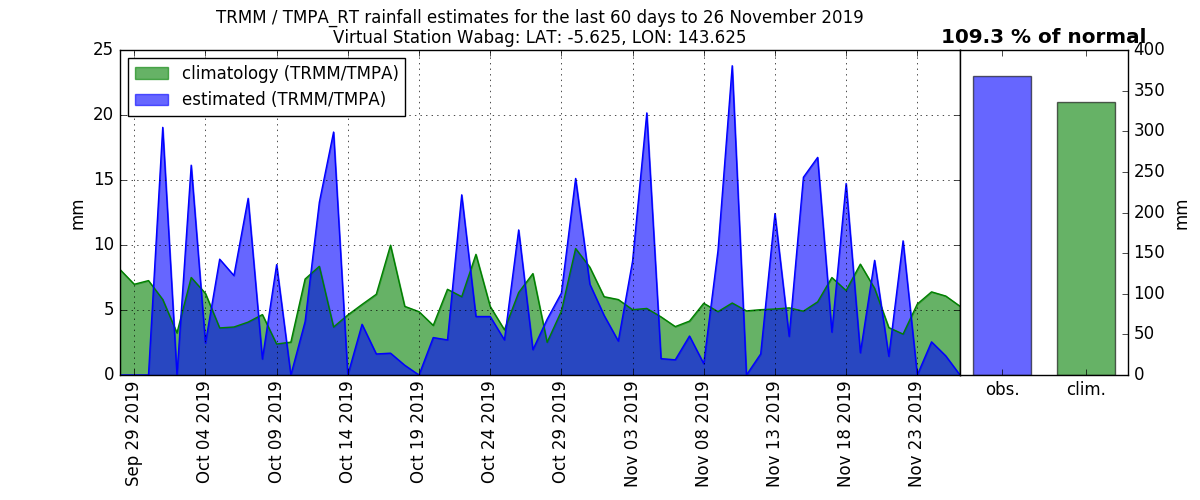 TRMM / TMPA_RT rainfall estimates for the last 60 days to 26 November 2019
Virtual Station Wabag: LAT: -5.625, LON: 143.625
109.3 % of normal
climatology (TRMM/TMPA)
estimated (TRMM/TMPA)
25
20
15
10
5
0
mm
Sep 29 2019
Oct 04 2019
Oct 09 2019
Oct 14 2019
Oct 19 2019
Oct 24 2019
Oct 29 2019
Nov 03 2019
Nov 08 2019
Nov 13 2019
Nov 18 2019
Nov 23 2019
obs.
clim.
400
350
300
250
200
150
100
50
0
mm